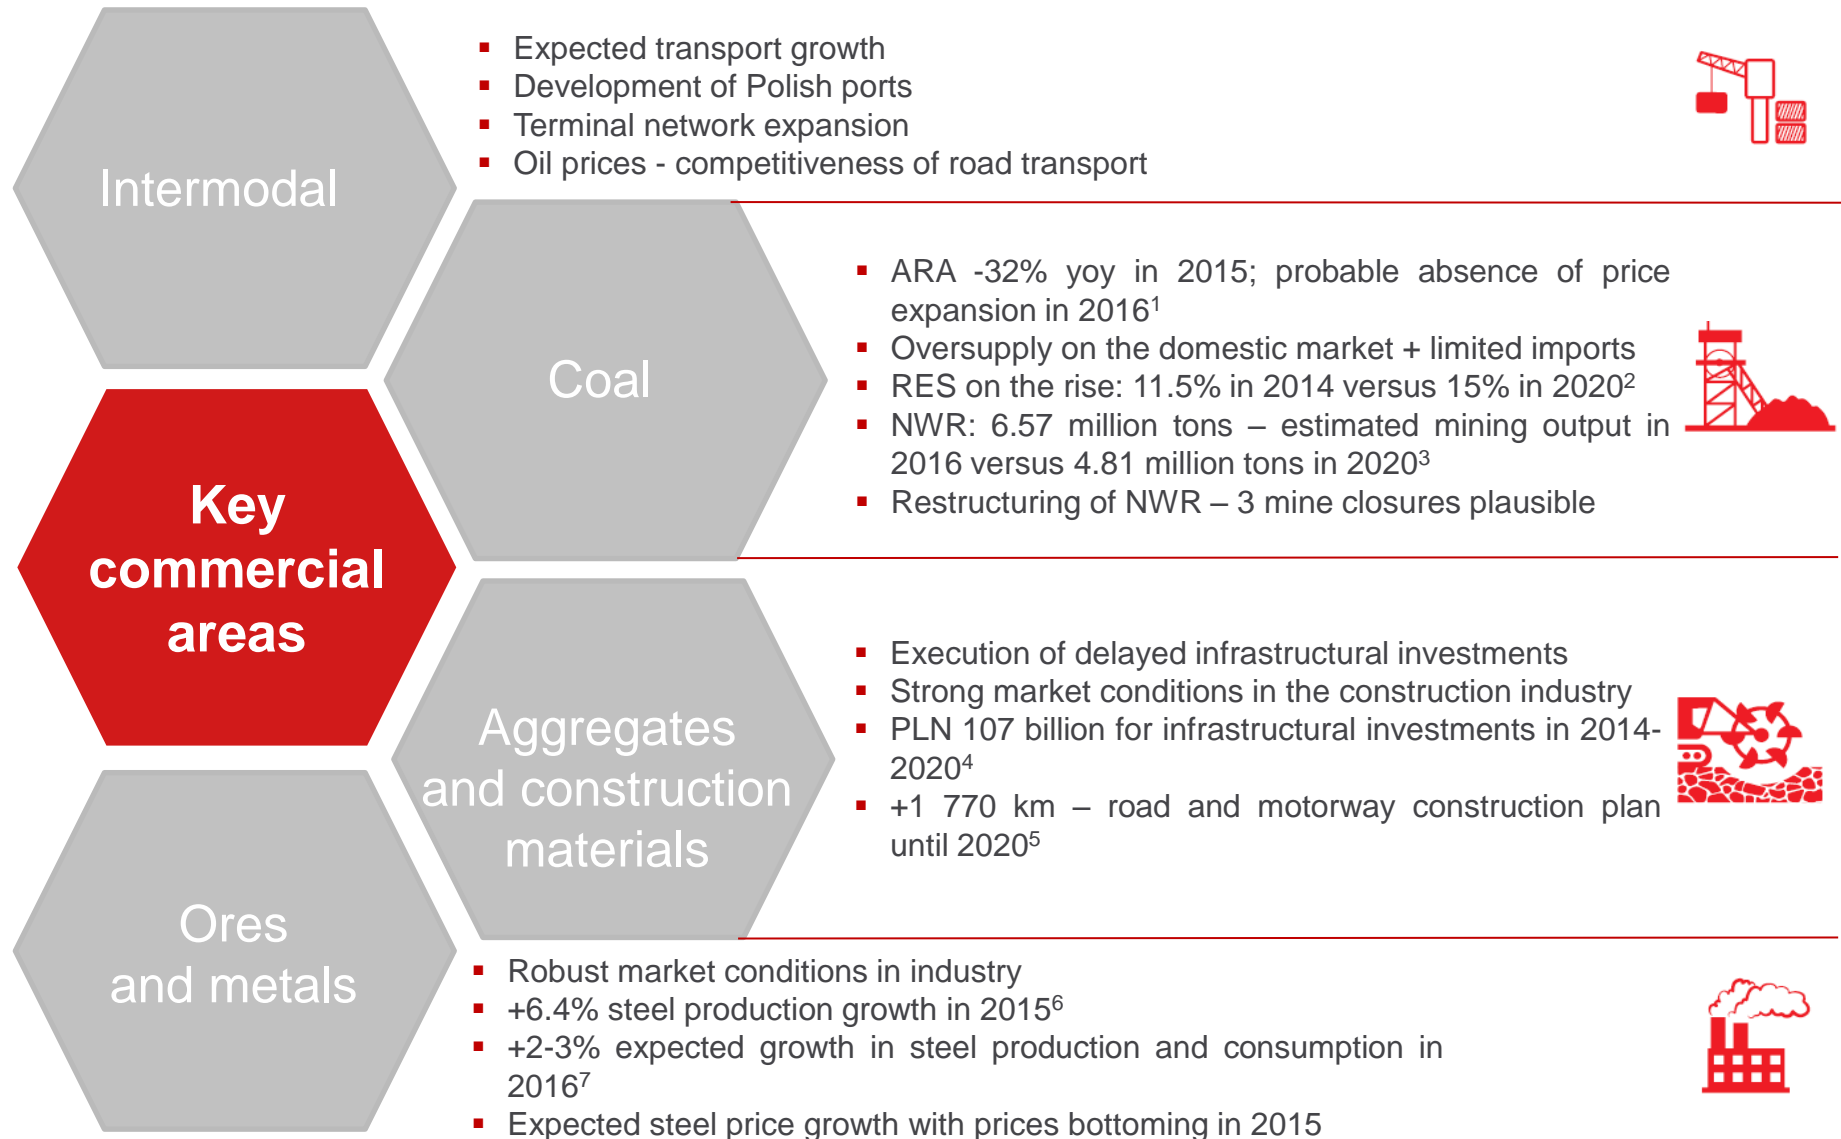 Intermodal
▪ Expected transport growth
▪ Development of Polish ports
▪ Terminal network expansion
▪ Oil prices - competitiveness of road transport
Coal
▪ ARA -32% yoy in 2015; probable absence of price
expansion in 2016¹
▪ Oversupply on the domestic market + limited imports
▪ RES on the rise: 11.5% in 2014 versus 15% in 2020²
▪ NWR: 6.57 million tons – estimated mining output in
2016 versus 4.81 million tons in 2020³
▪ Restructuring of NWR – 3 mine closures plausible
Key
commercial
areas
Aggregates
and construction
materials
▪ Execution of delayed infrastructural investments
▪ Strong market conditions in the construction industry
▪ PLN 107 billion for infrastructural investments in 2014-
2020⁴
▪ +1 770 km – road and motorway construction plan
until 2020⁵
Ores
and metals
▪ Robust market conditions in industry
▪ +6.4% steel production growth in 2015⁶
▪ +2-3% expected growth in steel production and consumption in
2016⁷
▪ Expected steel price growth with prices bottoming in 2015